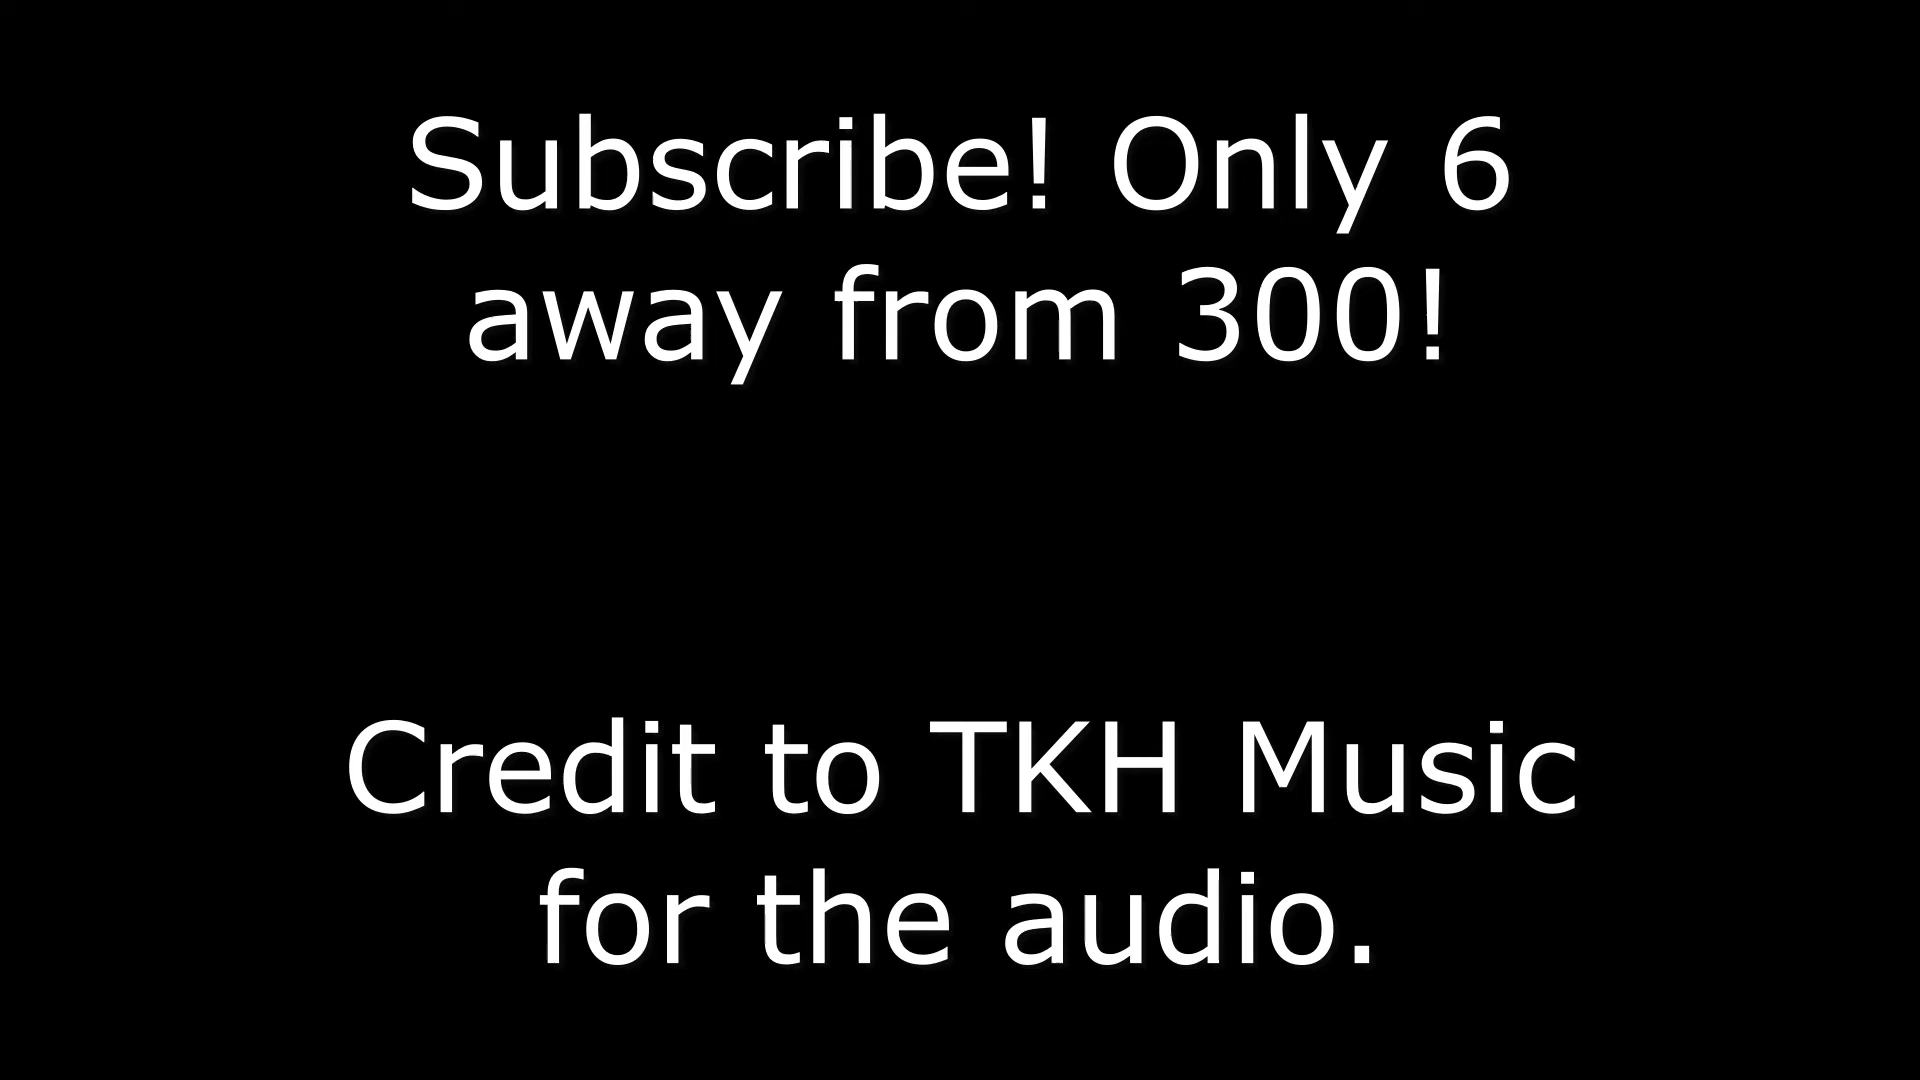 Subscribe! Only 6
away from 300!
Credit to TKH Music
for the audio.